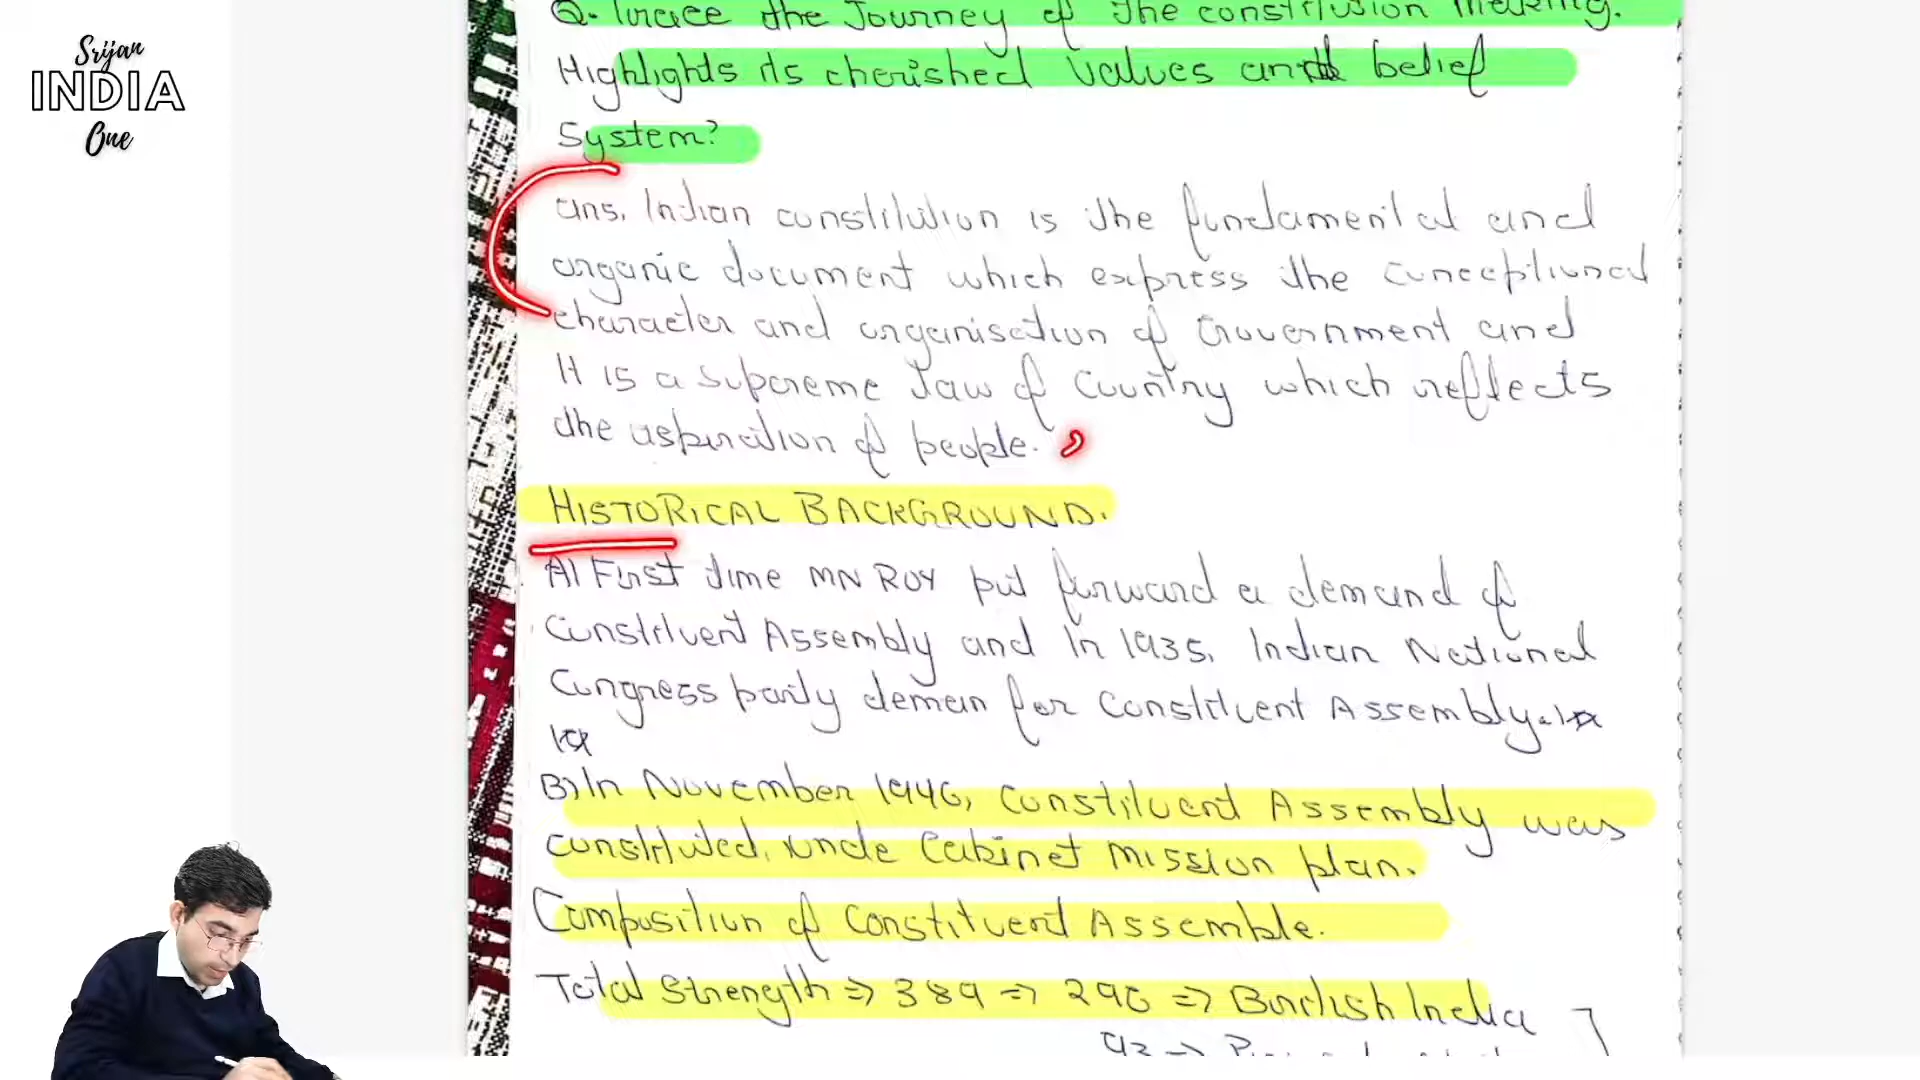 Srijan
INDIA
One
Q. Trace the Journey of the constitusion making.
Highlights its cherished values and belief
System?
ans. Indian constitution is the fundamental and
organic document which express the conceptional
character and organisation of Government and
It is a supreme law of Country which reflects
the aspiration of people.
HISTORICAL BACKGROUND.
A) First time MN ROY put forward a demand of
Constituent Assembly and In 1935, Indian National
Congress party deman for Constituent Assembly.
B) In November 1946, Constituent Assembly was
constituted, unde Cabinet mission plan.
Composition of Constituent Assemble.
Total Strength ⇒ 389 ⇒ 296 ⇒ British India
93 ⇒